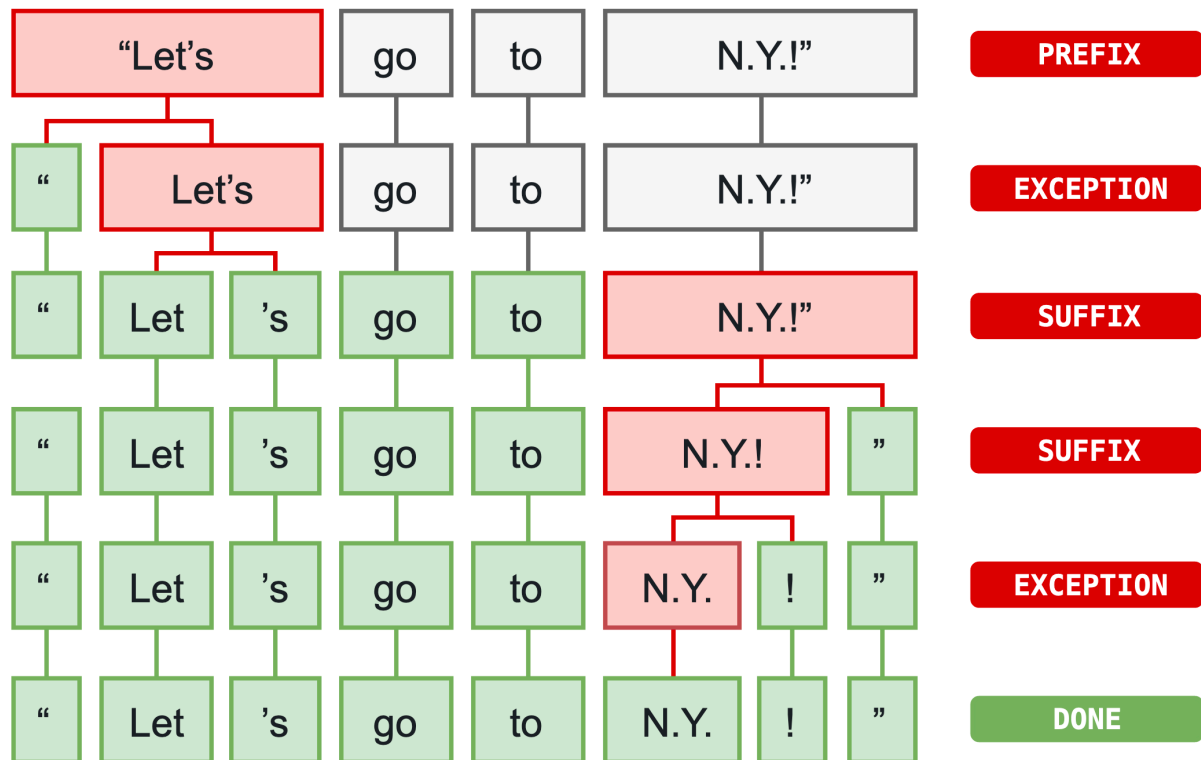 “Let’s go to N.Y.!” PREFIX
“ Let’s go to N.Y.!” EXCEPTION
“ Let ’s go to N.Y.!” SUFFIX
“ Let ’s go to N.Y.! ” SUFFIX
“ Let ’s go to N.Y. ! ” EXCEPTION
“ Let ’s go to N.Y. ! ” DONE